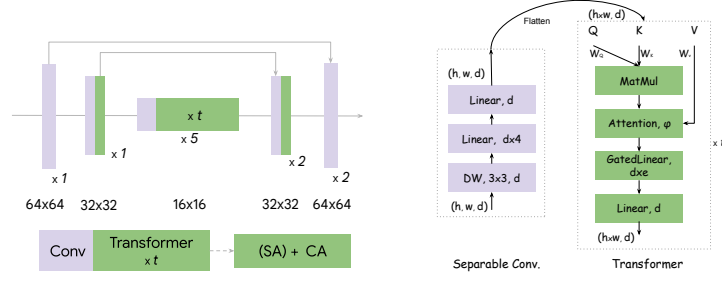 x t
x 5
x 1
x 1
x 2
x 2
64x64
32x32
16x16
32x32
64x64
Conv
Transformer
x t
(SA) + CA
Flatten
(h, w, d)
Linear, d
Linear, dx4
DW, 3x3, d
(h, w, d)
Separable Conv.
(hxw, d)
Q
K
V
MatMul
Attention, φ
GatedLinear,
dxe
Linear, d
(hxw, d)
Transformer